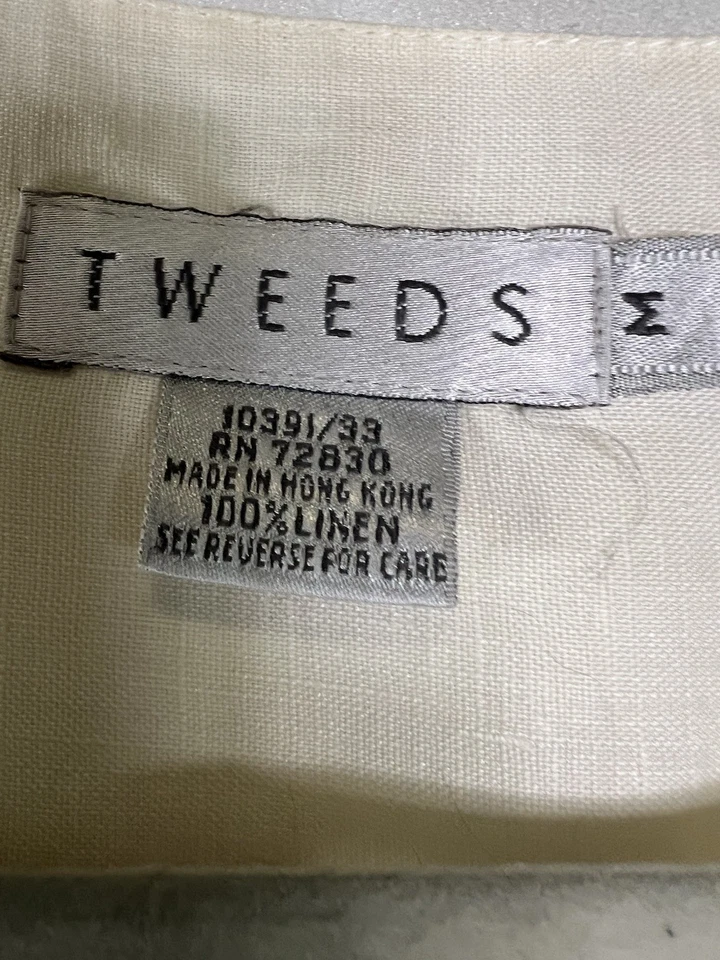 TWEEDS
M
10391/33
RN 72830
MADE IN HONG KONG
100% LINEN
SEE REVERSE FOR CARE